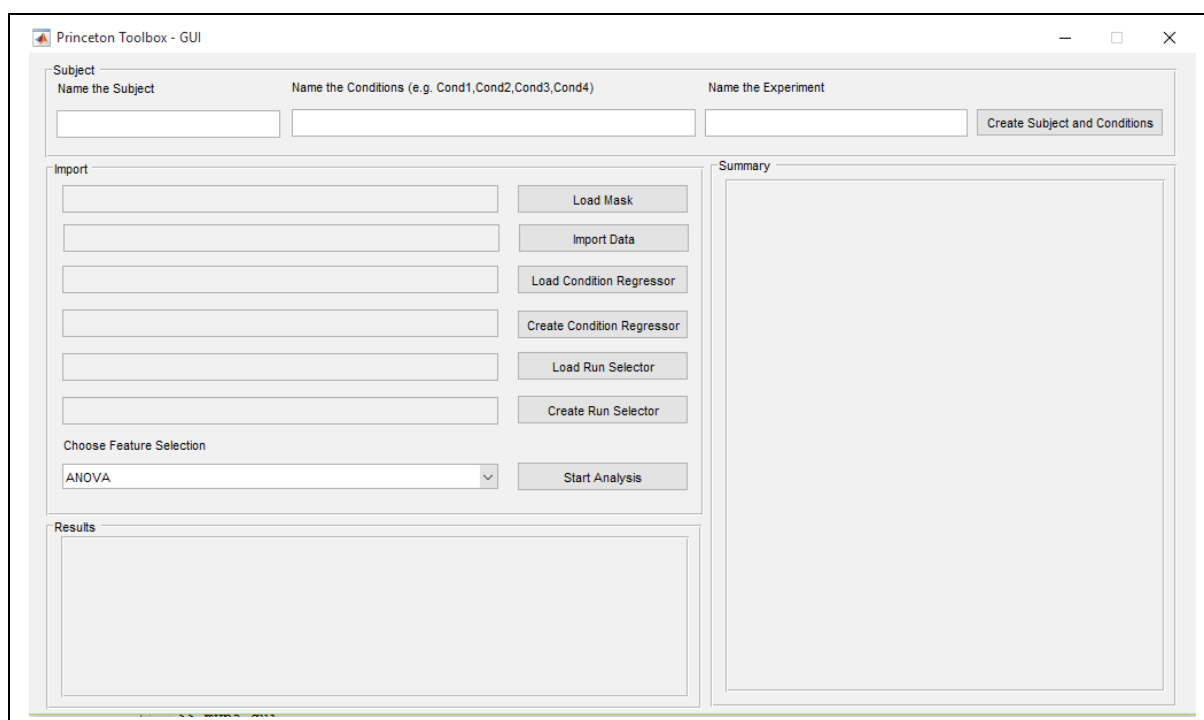 Princeton Toolbox - GUI
Subject
Name the Subject
Name the Conditions (e.g. Cond1,Cond2,Cond3,Cond4)
Name the Experiment
Create Subject and Conditions
Import
Load Mask
Import Data
Load Condition Regressor
Create Condition Regressor
Load Run Selector
Create Run Selector
Choose Feature Selection
ANOVA
Start Analysis
Results
Summary